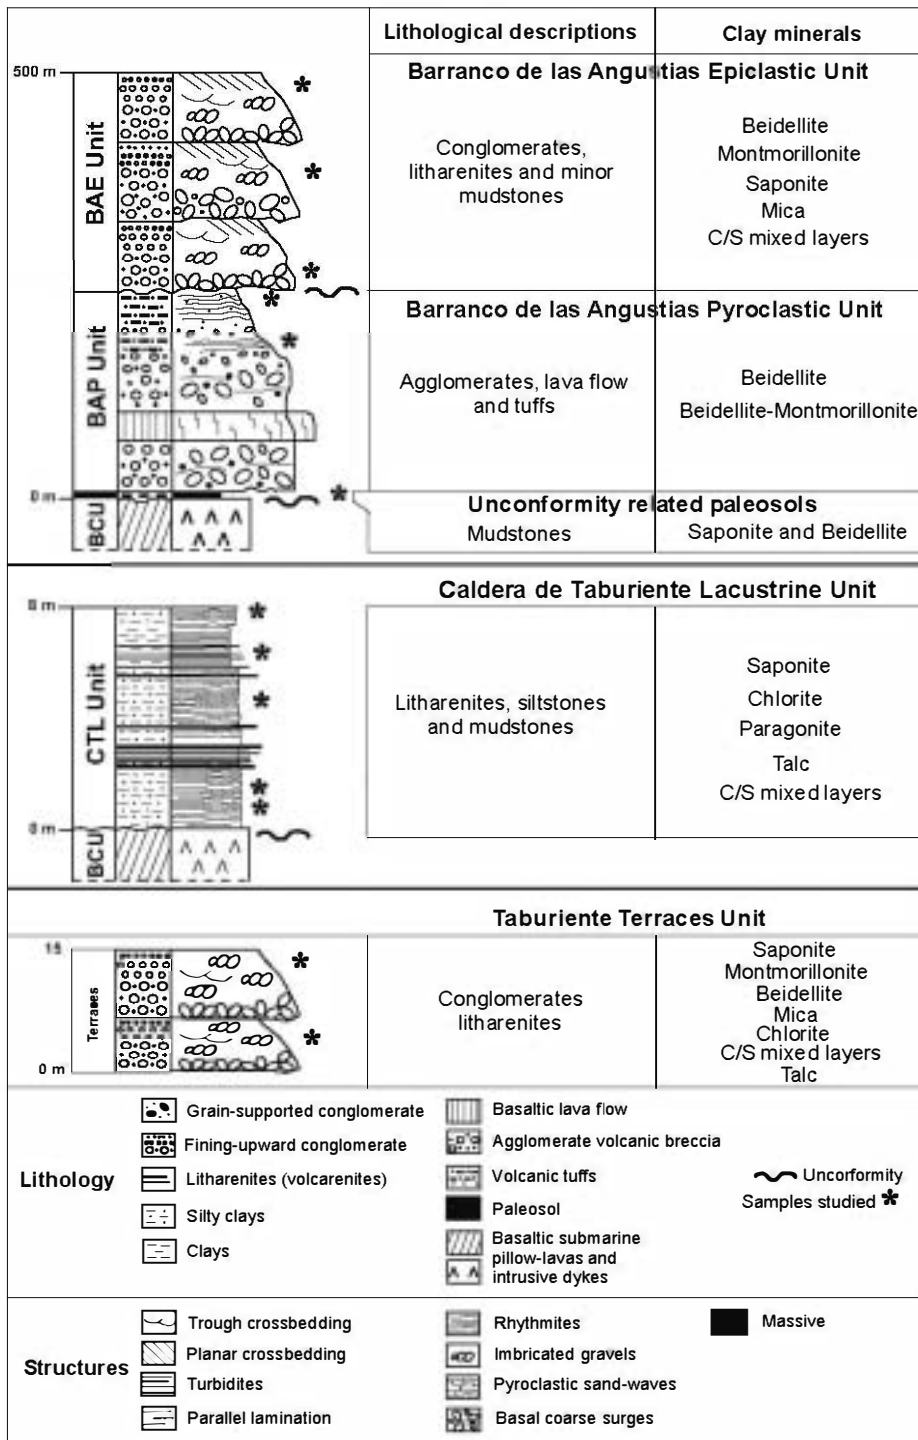 Lithological descriptions
Clay minerals
500 m
Barranco de las Angustias Epiclastic Unit
BAE Unit
Conglomerates,
litharenites and minor
mudstones
Beidellite
Montmorillonite
Saponite
Mica
C/S mixed layers
Barranco de las Angustias Pyroclastic Unit
BAP Unit
Agglomerates, lava flow
and tuffs
Beidellite
Beidellite-Montmorillonite
0 m
Unconformity related paleosols
BCU
Mudstones
Saponite and Beidellite
Caldera de Taburiente Lacustrine Unit
CTL Unit
Litharenites, siltstones
and mudstones
Saponite
Chlorite
Paragonite
Talc
C/S mixed layers
BCU
Taburiente Terraces Unit
15
Terraces
0 m
Conglomerates
litharenites
Saponite
Montmorillonite
Beidellite
Mica
Chlorite
C/S mixed layers
Talc
Lithology
Grain-supported conglomerate
Fining-upward conglomerate
Litharenites (volcarenites)
Silty clays
Clays
Basaltic lava flow
Agglomerate volcanic breccia
Volcanic tuffs
Paleosol
Basaltic submarine
pillow-lavas and
intrusive dykes
Uncorformity
Samples studied *
Structures
Trough crossbedding
Planar crossbedding
Turbidites
Parallel lamination
Rhythmites
Imbricated gravels
Pyroclastic sand-waves
Basal coarse surges
Massive